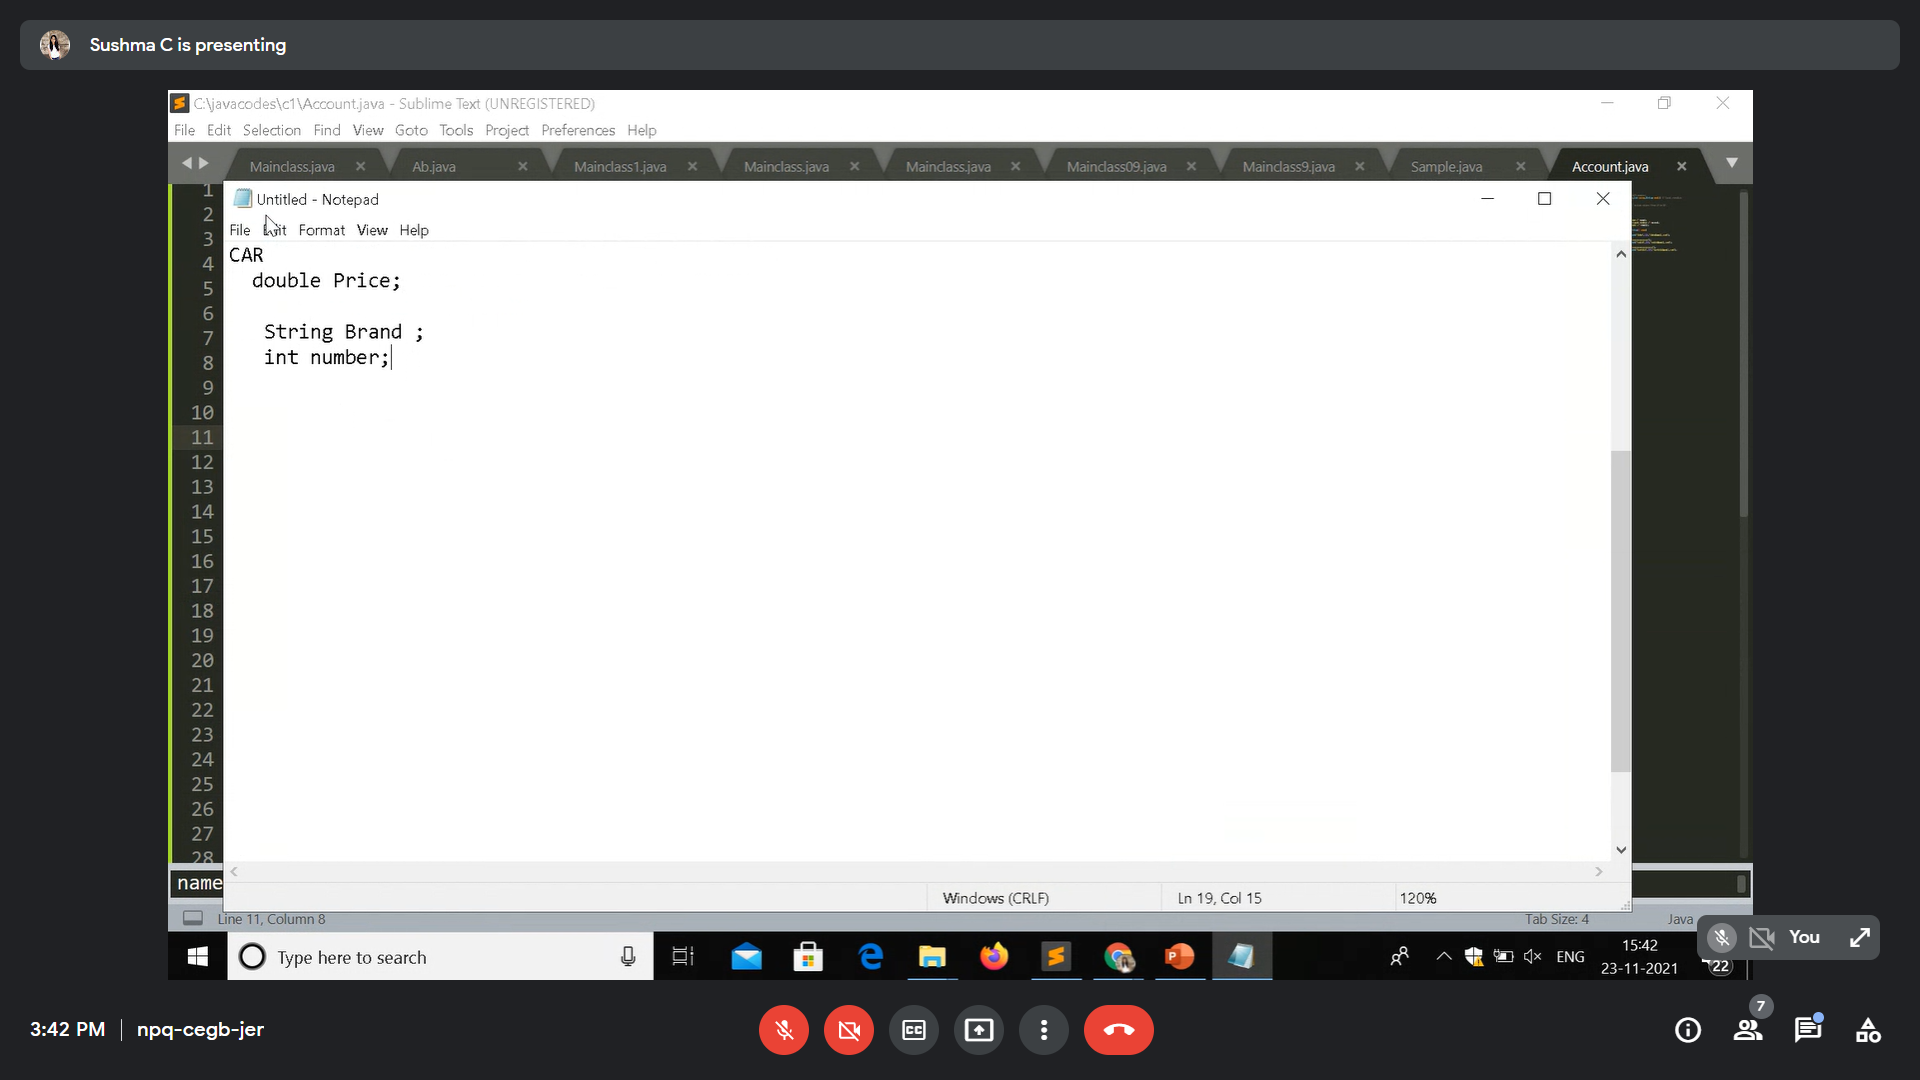 Sushma C is presenting
C:\javacodes\c1\Account.java - Sublime Text (UNREGISTERED)
File Edit Selection Find View Goto Tools Project Preferences Help
Mainclass.java Ab.java Mainclass1.java Mainclass.java Mainclass.java Mainclass09.java Mainclass9.java Sample.java Account.java
Untitled - Notepad
File Edit Format View Help
CAR
double Price;
String Brand ;
int number;
1
2
3
4
5
6
7
8
9
10
11
12
13
14
15
16
17
18
19
20
21
22
23
24
25
26
27
28
name
Windows (CRLF) Ln 19, Col 15 120%
Line 11, Column 8 Tab Size: 4 Java
You
Type here to search
ENG
15:42
23-11-2021
22
3:42 PM npq-cegb-jer
CC
7